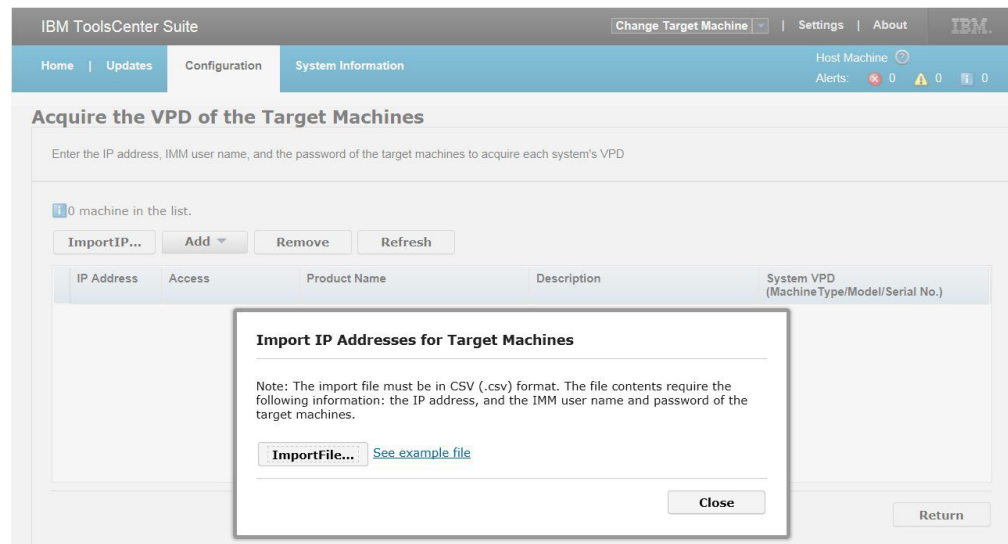 IBM ToolsCenter Suite
Change Target Machine | Settings | About IBM.
Home | Updates Configuration System Information
Host Machine
Alerts: 0 0 0
Acquire the VPD of the Target Machines
Enter the IP address, IMM user name, and the password of the target machines to acquire each system's VPD
0 machine in the list.
ImportIP... Add Remove Refresh
IP Address Access Product Name Description System VPD
(MachineType/Model/Serial No.)
Import IP Addresses for Target Machines
Note: The import file must be in CSV (.csv) format. The file contents require the
following information: the IP address, and the IMM user name and password of the
target machines.
ImportFile... See example file
Close
Return